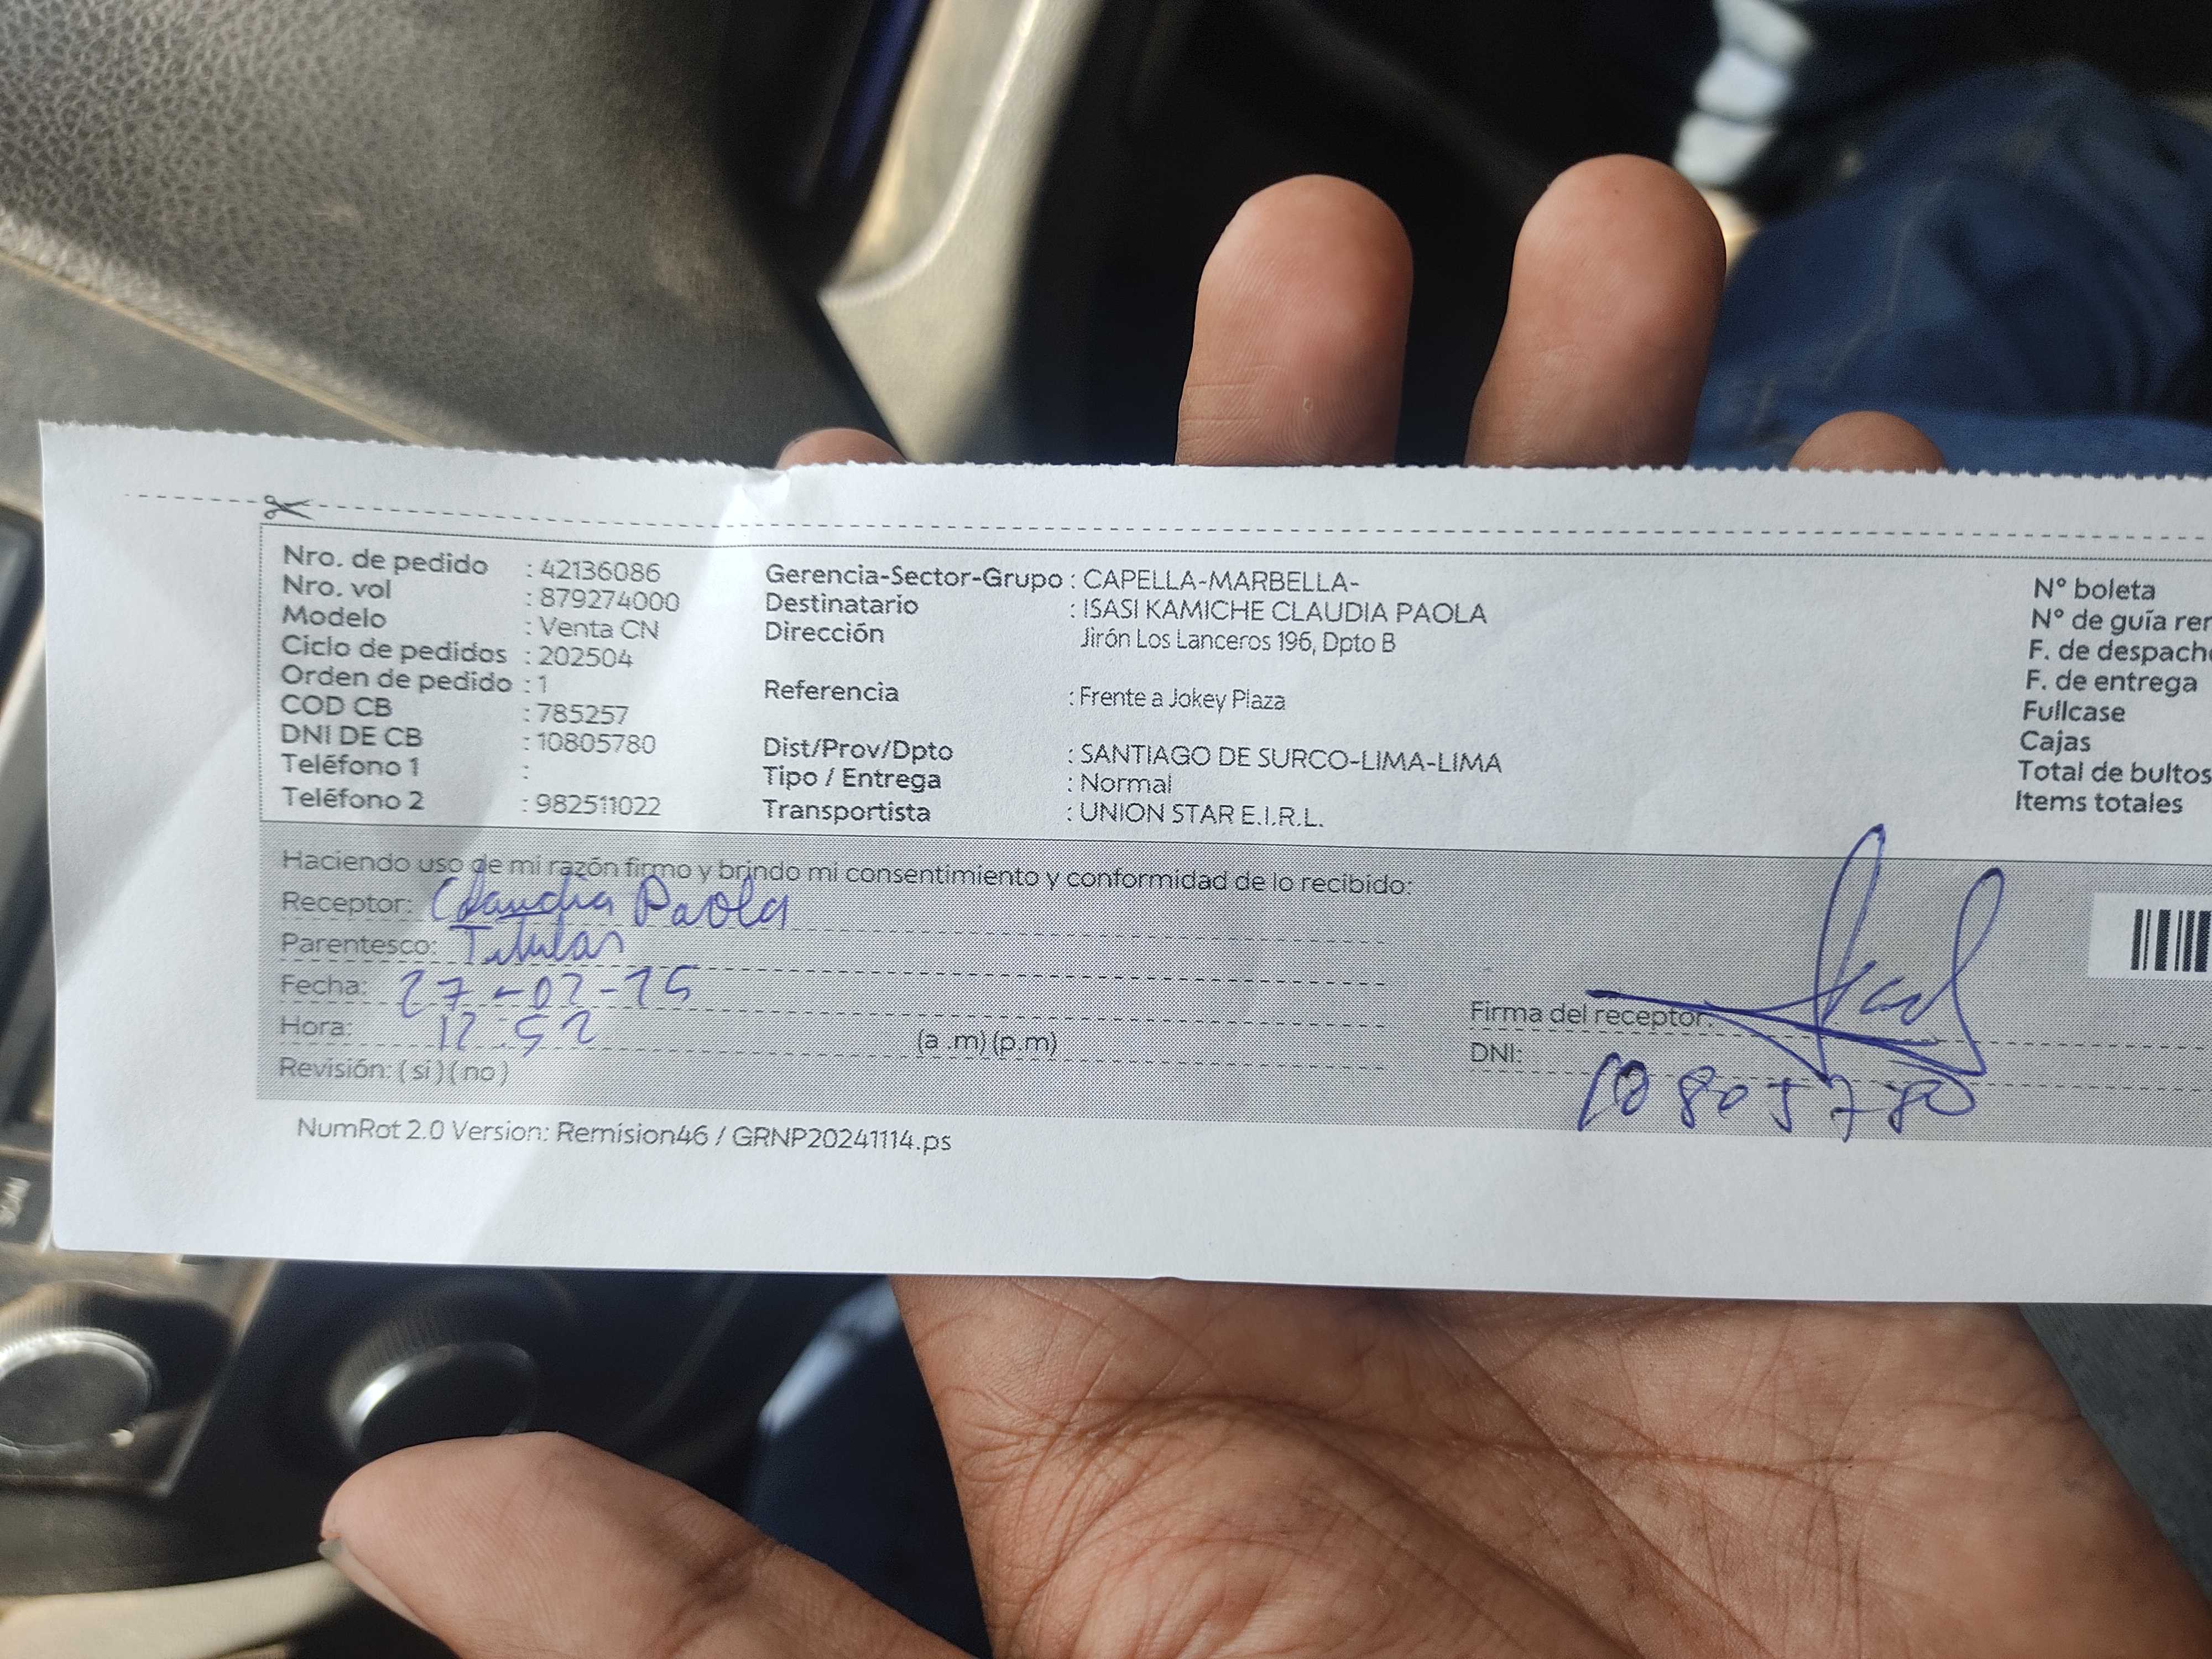 Nro. de pedido : 42136086
Nro. vol : 879274000
Modelo : Venta CN
Ciclo de pedidos : 202504
Orden de pedido : 1
COD CB : 785257
DNI DE CB : 10805780
Teléfono 1 :
Teléfono 2 : 982511022
Gerencia-Sector-Grupo : CAPELLA-MARBELLA-
Destinatario : ISASI KAMICHE CLAUDIA PAOLA
Dirección Jirón Los Lanceros 196, Dpto B
Referencia : Frente a Jokey Plaza
Dist/Prov/Dpto : SANTIAGO DE SURCO-LIMA-LIMA
Tipo / Entrega : Normal
Transportista : UNION STAR E.I.R.L.
N° boleta
N° de guía rer
F. de despach
F. de entrega
Fullcase
Cajas
Total de bultos
Items totales
Haciendo uso de mi razón firmo y brindo mi consentimiento y conformidad de lo recibido:
Receptor: Claudia Paola
Parentesco: Titular
Fecha: 27-02-25
Hora: 12:52 (a .m) (p.m)
Revisión: ( si ) ( no )
Firma del receptor:
DNI: 10805780
NumRot 2.0 Version: Remision46 / GRNP20241114.ps